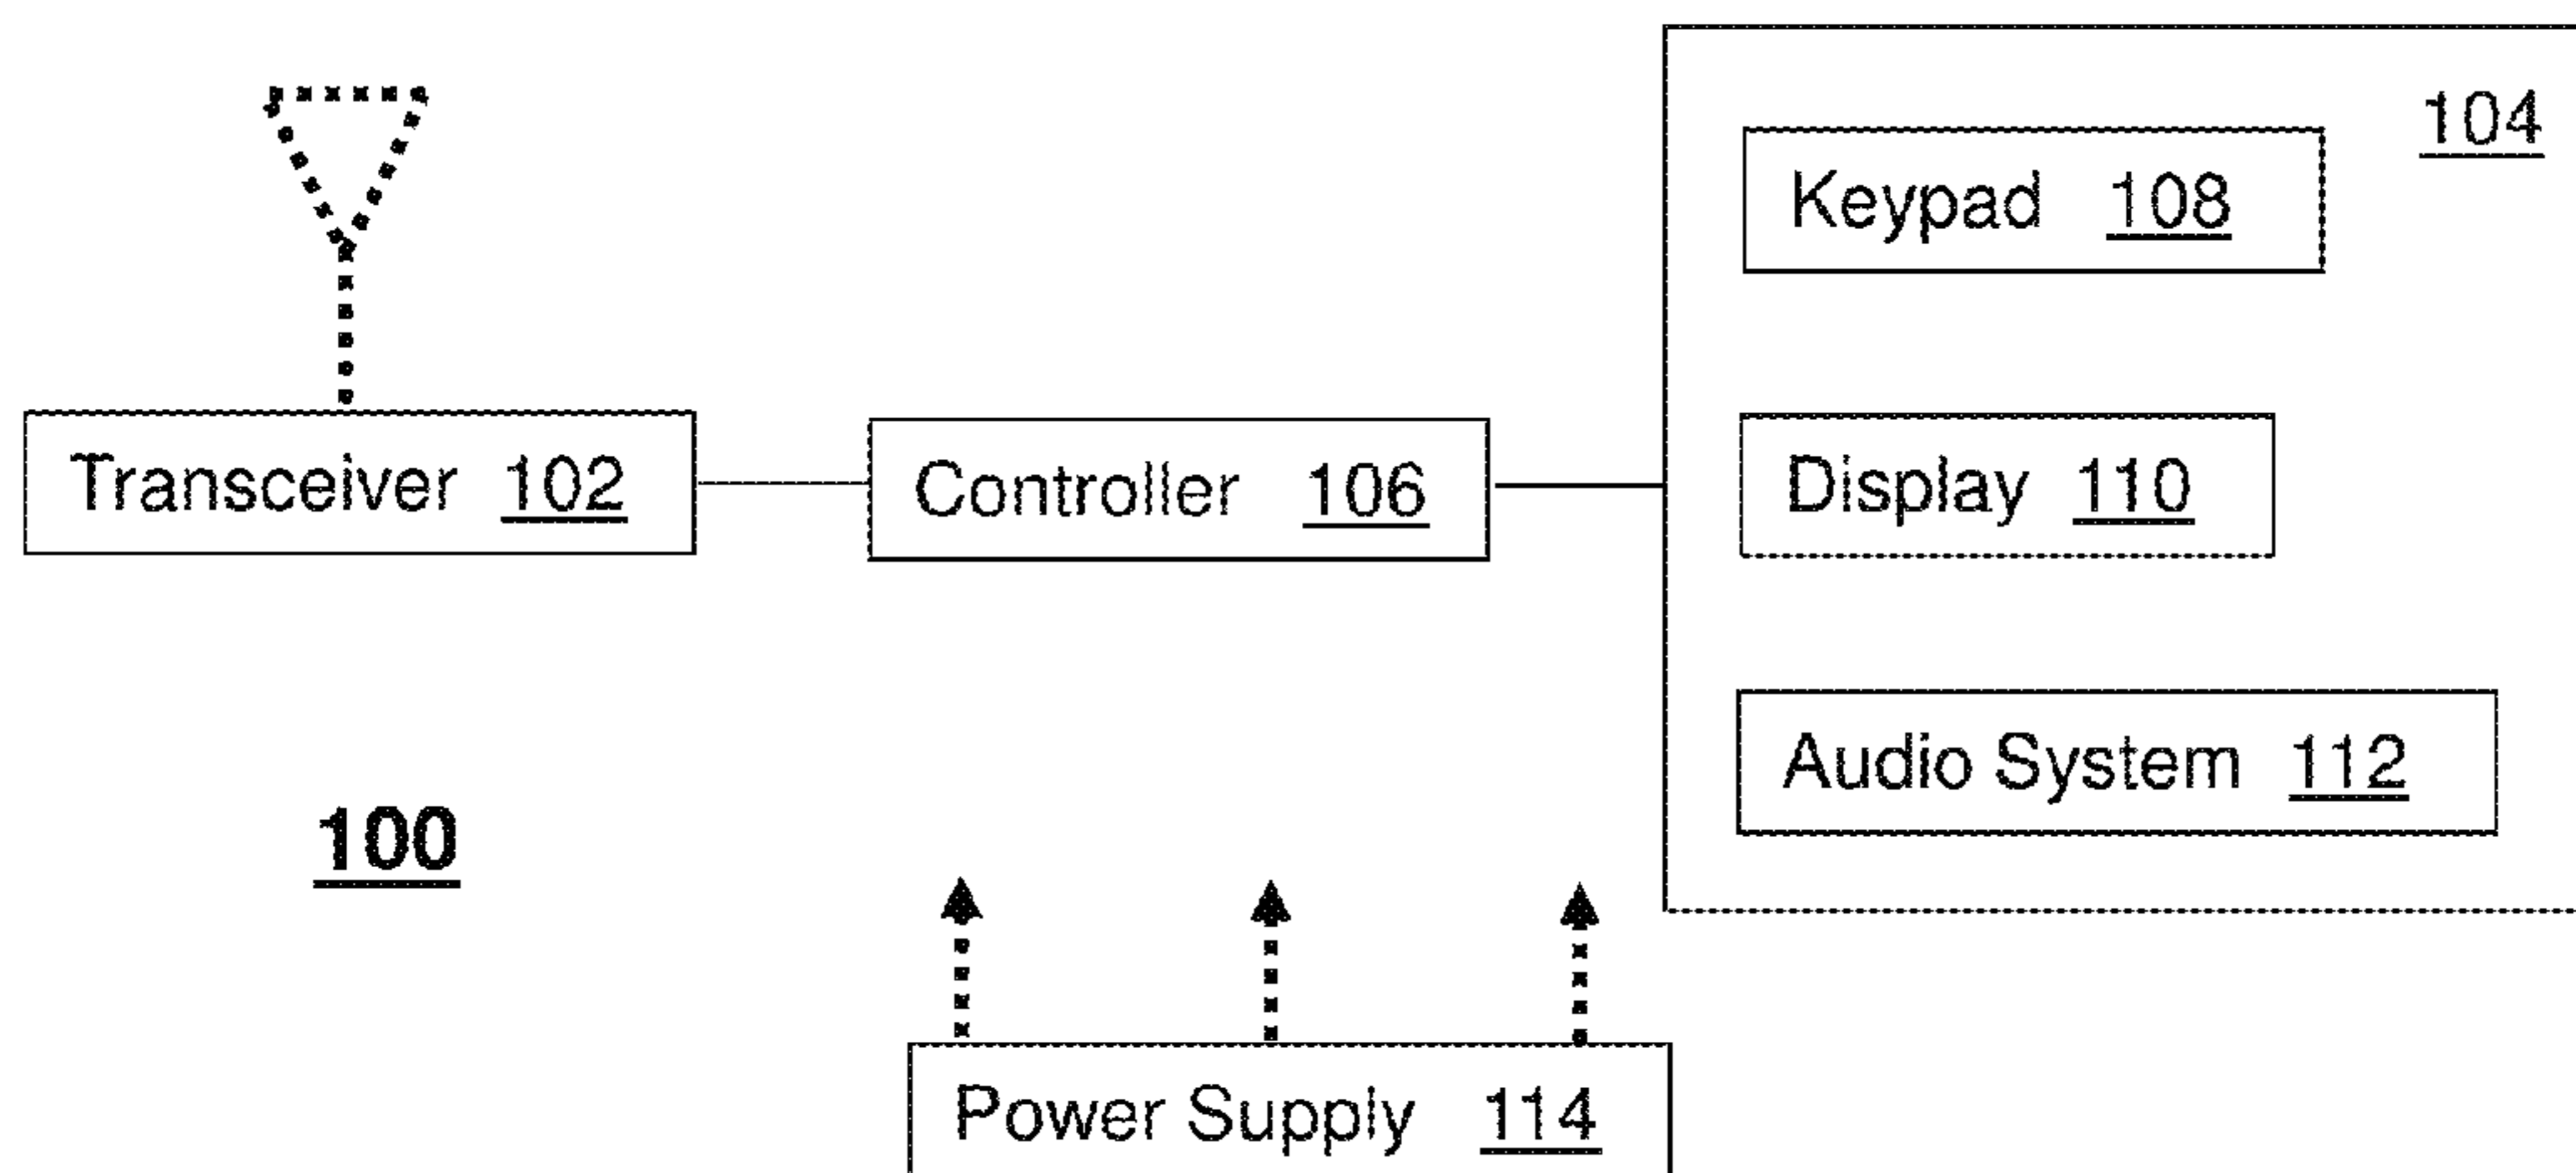 104
Keypad 108
Transceiver 102
Controller 106
Display 110
Audio System 112
100
Power Supply 114